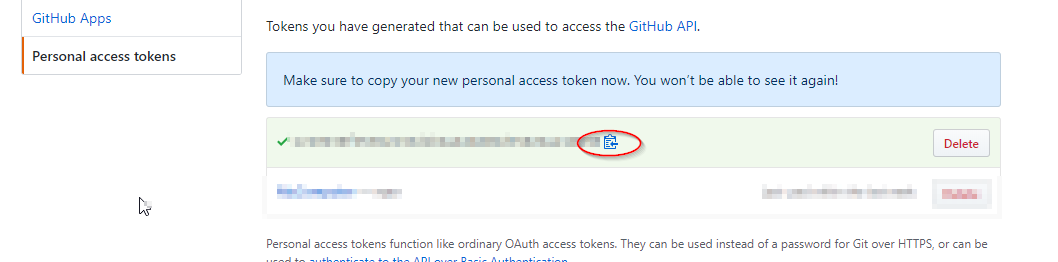 GitHub Apps
Personal access tokens
Tokens you have generated that can be used to access the GitHub API.
Make sure to copy your new personal access token now. You won't be able to see it again!
Delete
Personal access tokens function like ordinary OAuth access tokens. They can be used instead of a password for Git over HTTPS, or can be
used to authenticate to the API over Basic Authentication.